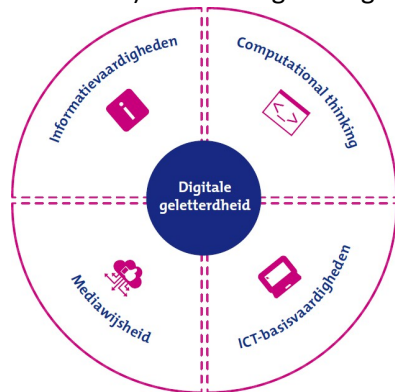 Informatievaardigheden
Computational thinking
Digitale
geletterdheid
Mediawijsheid
ICT-basisvaardigheden